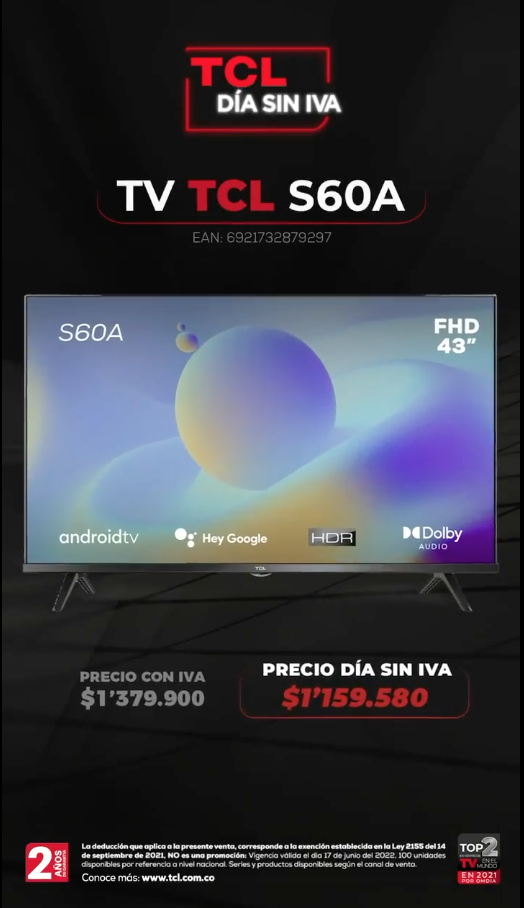 TCL
DÍA SIN IVA
TV TCL S60A
EAN: 6921732879297
S60A
FHD
43”
androidtv
Hey Google
HDR
Dolby
AUDIO
TCL
PRECIO CON IVA
$1'379.900
PRECIO DÍA SIN IVA
$1'159.580
2 AÑOS
La deducción que aplica a la presente venta, corresponde a la exención establecida en la Ley 2155 del 14
de septiembre de 2021, NO es una promoción: Vigencia válida el día 17 de junio del 2022. 100 unidades
disponibles por referencia a nivel nacional. Series y productos disponibles según el canal de venta.
Conoce más: www.tcl.com.co
TOP 2
TV EN EL
MUNDO
EN 2021
POR OMDIA